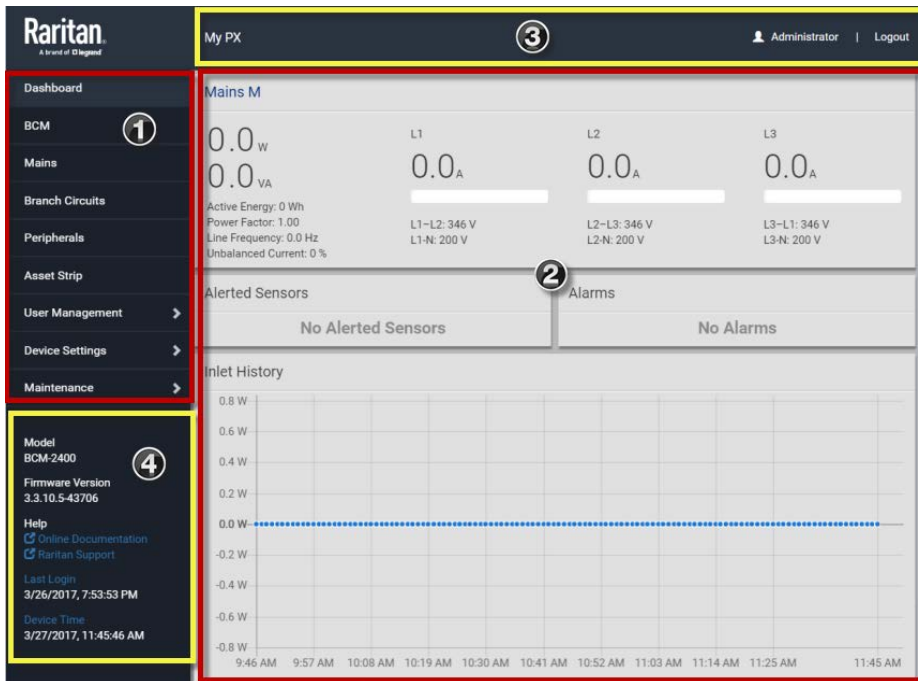 Raritan.
A brand of legrand
My PX
3
Administrator | Logout
Dashboard
BCM
1
Mains
Branch Circuits
Peripherals
Asset Strip
User Management
Device Settings
Maintenance
4
Model
BCM-2400
Firmware Version
3.3.10.5-43706
Help
Online Documentation
Raritan Support
Last Login
3/26/2017, 7:53:53 PM
Device Time
3/27/2017, 11:45:46 AM
Mains M
0.0 W
0.0 VA
Active Energy: 0 Wh
Power Factor: 1.00
Line Frequency: 0.0 Hz
Unbalanced Current: 0 %
L1
0.0 A
L1–L2: 346 V
L1-N: 200 V
L2
0.0 A
L2–L3: 346 V
L2-N: 200 V
L3
0.0 A
L3–L1: 346 V
L3-N: 200 V
2
Alerted Sensors
No Alerted Sensors
Alarms
No Alarms
Inlet History
0.8 W
0.6 W
0.4 W
0.2 W
0.0 W
-0.2 W
-0.4 W
-0.6 W
-0.8 W
9:46 AM 9:57 AM 10:08 AM 10:19 AM 10:30 AM 10:41 AM 10:52 AM 11:03 AM 11:14 AM 11:25 AM 11:45 AM